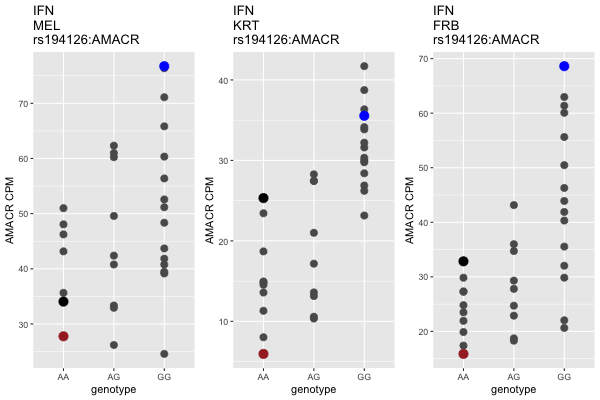 IFN
MEL
rs194126:AMACR
AMACR CPM
70
60
50
40
30
AA AG GG
genotype
IFN
KRT
rs194126:AMACR
AMACR CPM
40
30
20
10
AA AG GG
genotype
IFN
FRB
rs194126:AMACR
AMACR CPM
70
60
50
40
30
20
AA AG GG
genotype